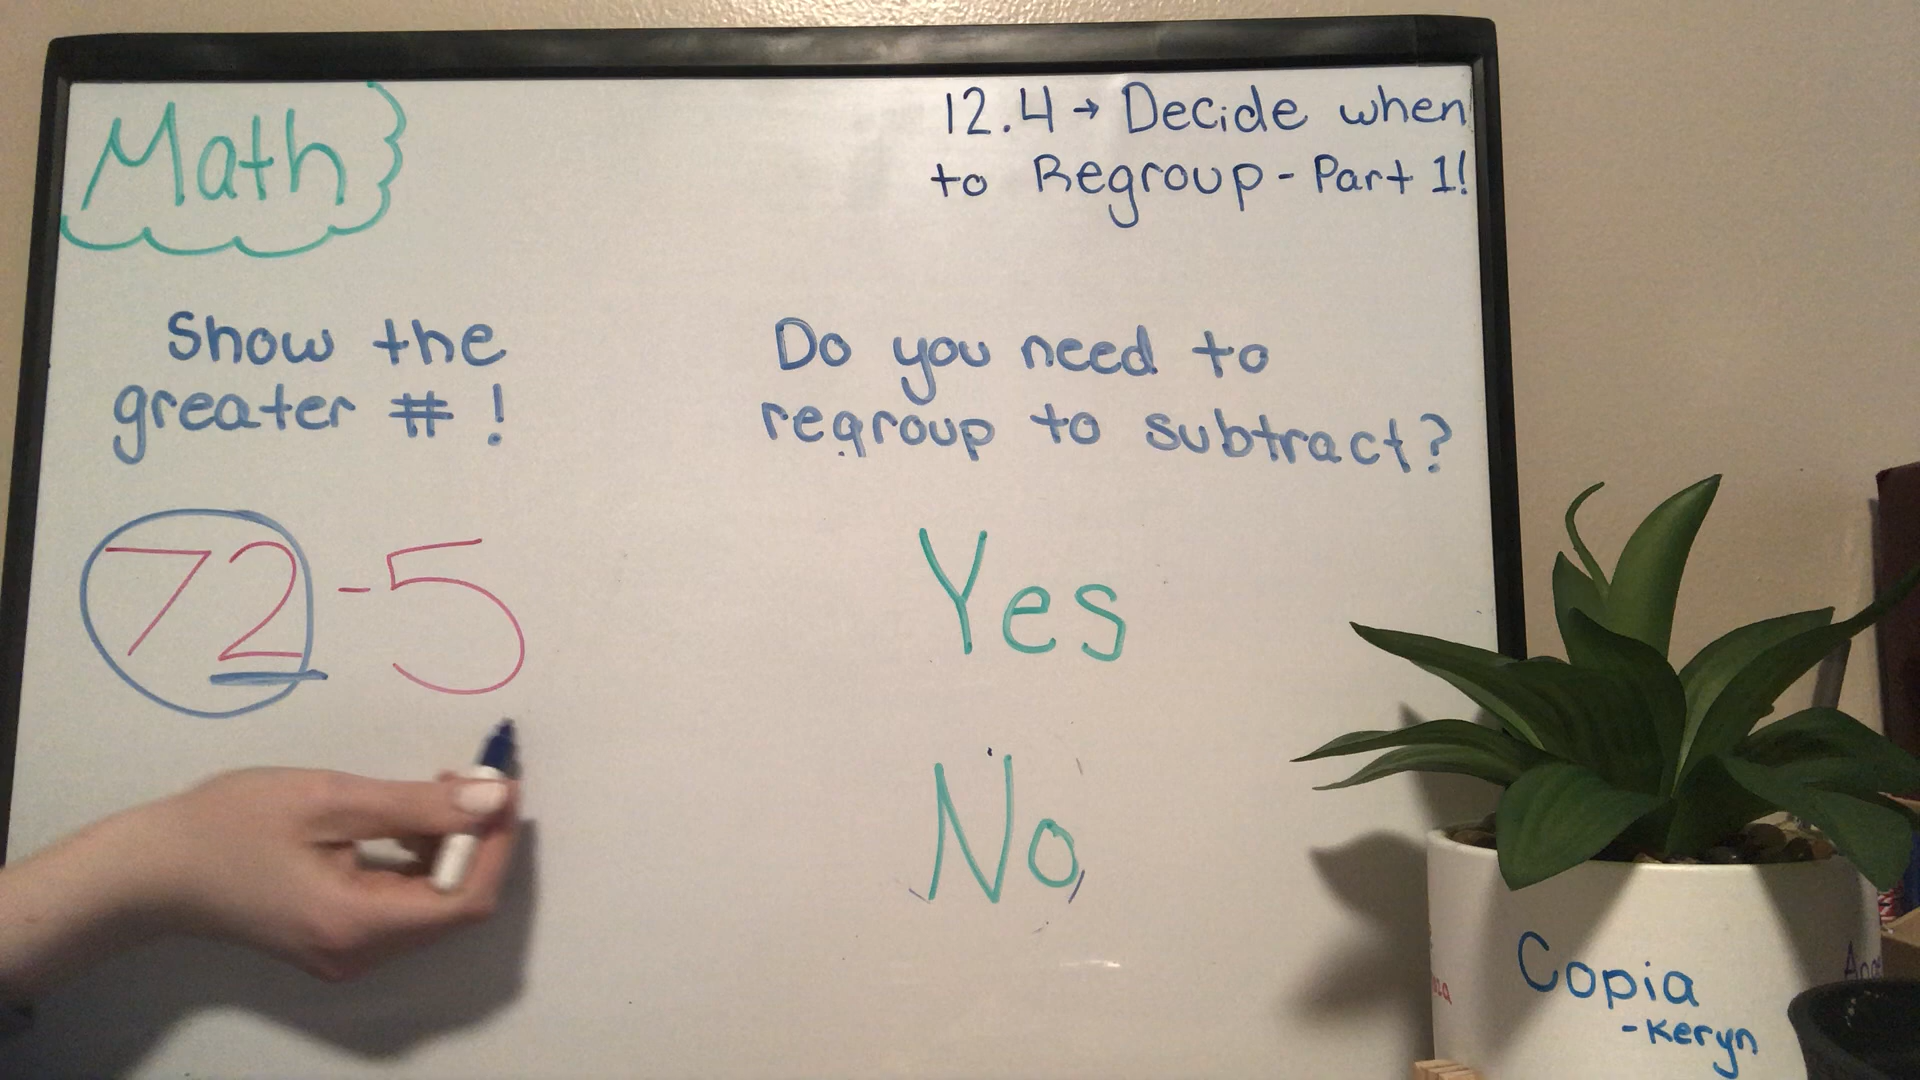 Math
12.4 → Decide when
to Regroup - Part 1!
Show the
greater # !
Do you need to
regroup to subtract?
72 - 5
Yes
No
Copia
- Keryn